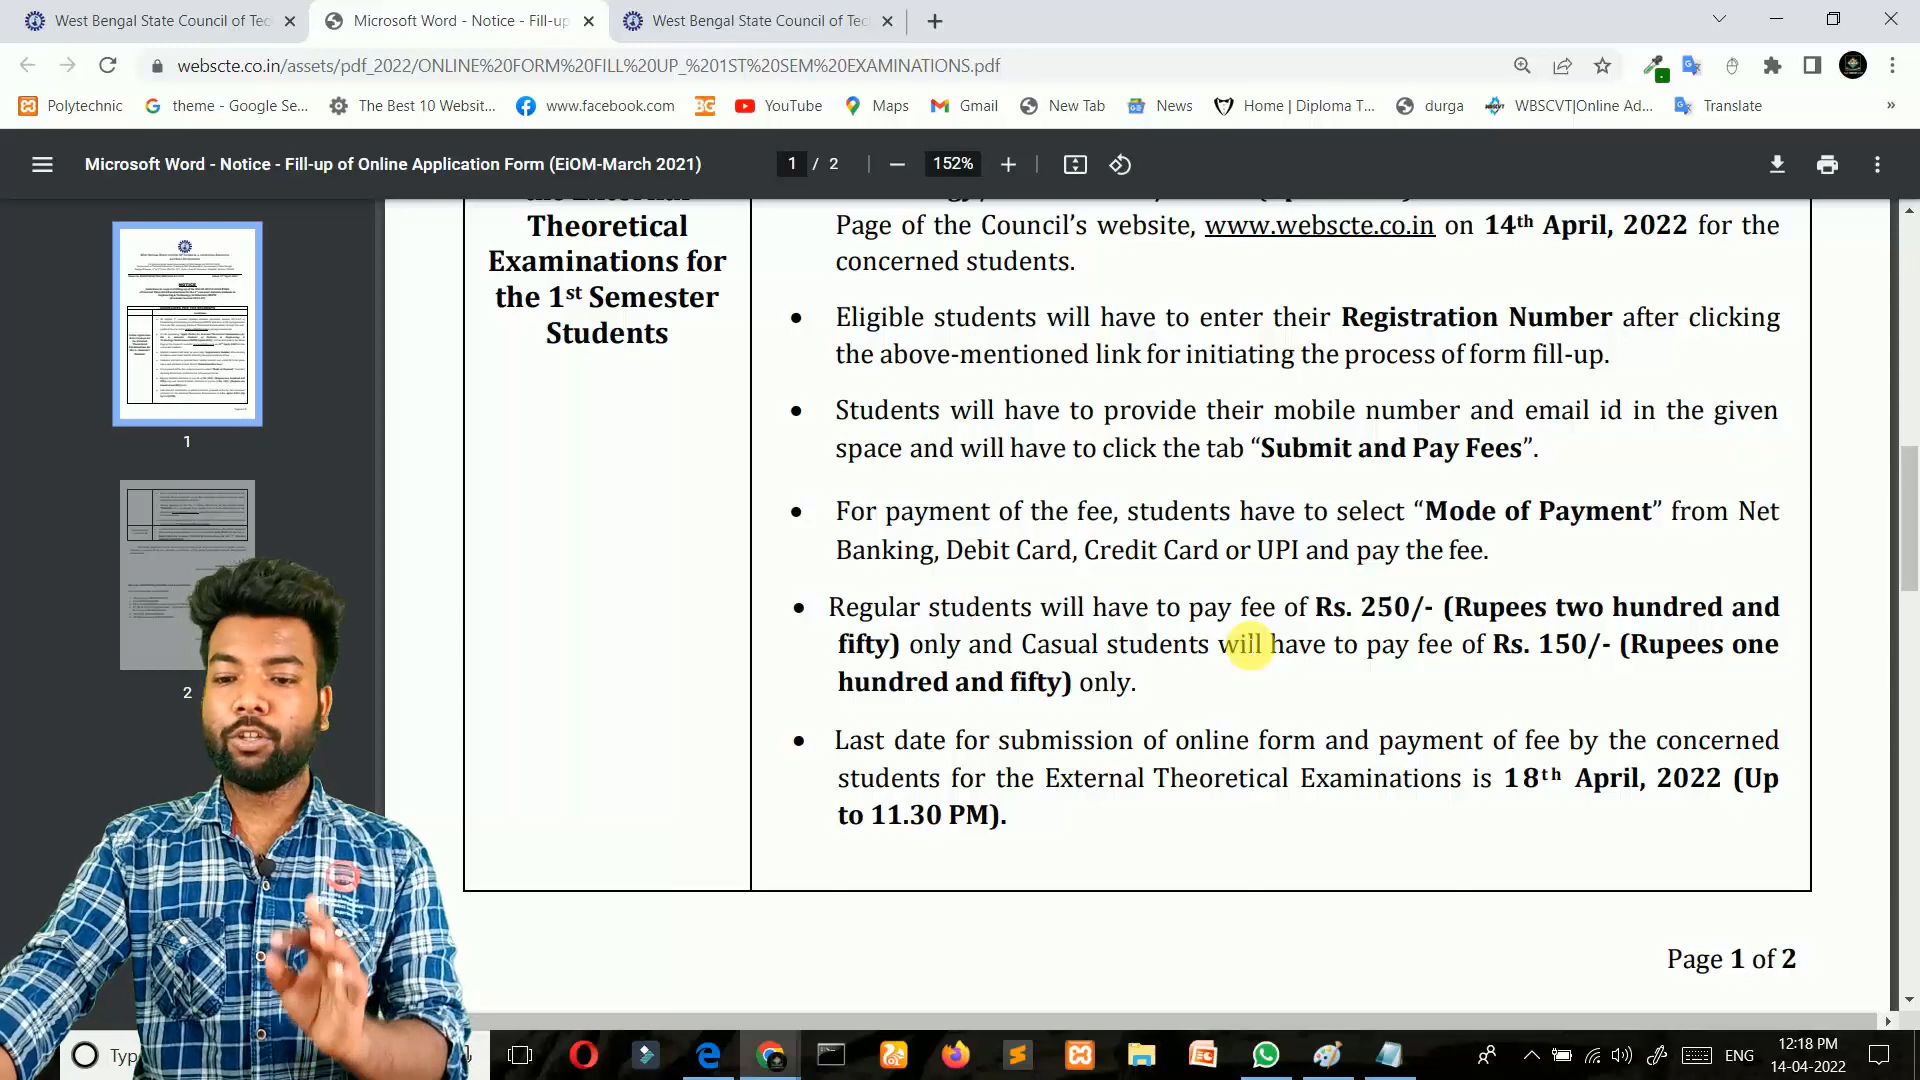 West Bengal State Council of Tec
Microsoft Word - Notice - Fill-up
West Bengal State Council of Tec
webscte.co.in/assets/pdf_2022/ONLINE%20FORM%20FILL%20UP_%201ST%20SEM%20EXAMINATIONS.pdf
Polytechnic
theme - Google Se...
The Best 10 Websit...
www.facebook.com
BG
YouTube
Maps
Gmail
New Tab
News
Home | Diploma T...
durga
WBSCVT|Online Ad...
Translate
»
Microsoft Word - Notice - Fill-up of Online Application Form (EiOM-March 2021)
1 / 2
152%
Theoretical
Examinations for
the 1st Semester
Students
Page of the Council's website, www.webscte.co.in on 14th April, 2022 for the
concerned students.
• Eligible students will have to enter their Registration Number after clicking
the above-mentioned link for initiating the process of form fill-up.
• Students will have to provide their mobile number and email id in the given
space and will have to click the tab “Submit and Pay Fees”.
• For payment of the fee, students have to select “Mode of Payment” from Net
Banking, Debit Card, Credit Card or UPI and pay the fee.
• Regular students will have to pay fee of Rs. 250/- (Rupees two hundred and
fifty) only and Casual students will have to pay fee of Rs. 150/- (Rupees one
hundred and fifty) only.
• Last date for submission of online form and payment of fee by the concerned
students for the External Theoretical Examinations is 18th April, 2022 (Up
to 11.30 PM).
Page 1 of 2
1
2
NOTICE
Typ
ENG
12:18 PM
14-04-2022